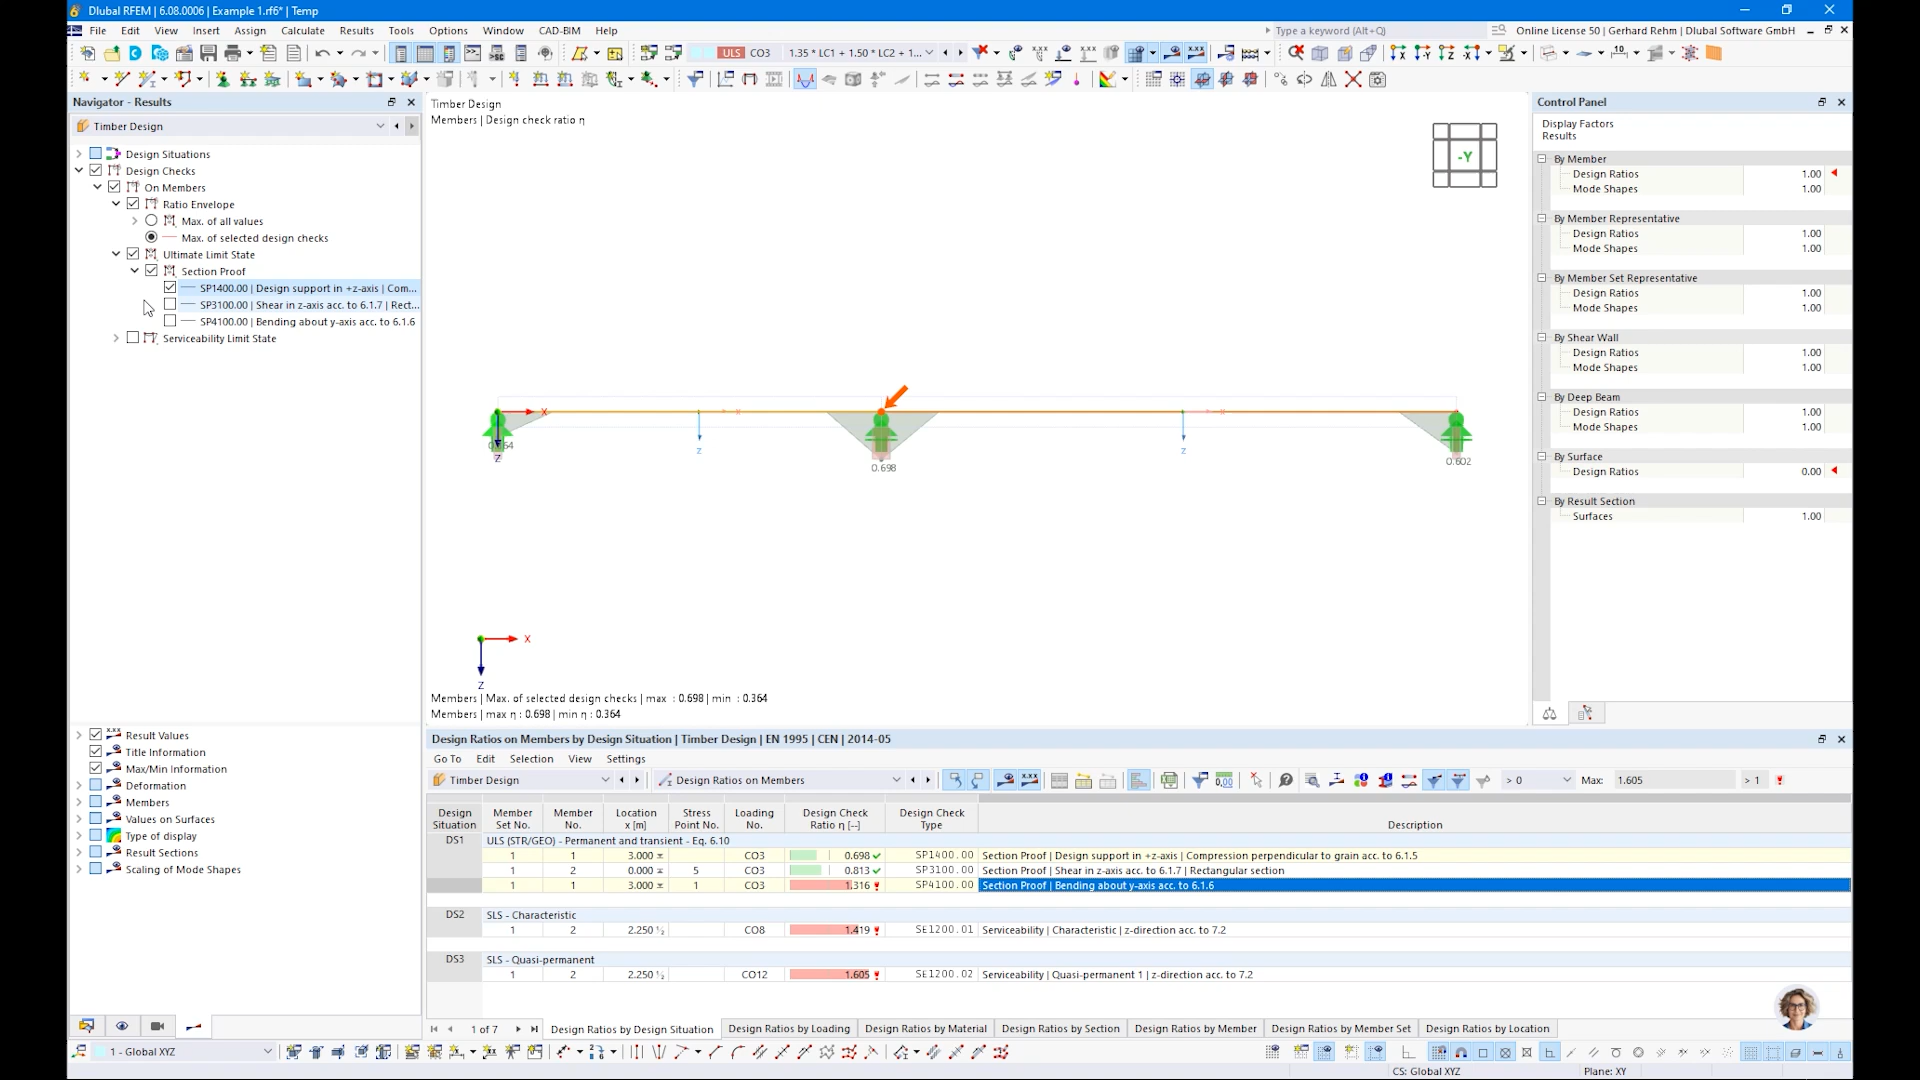 Dlubal RFEM | 6.08.0006 | Example 1.rf6* | Temp
File Edit View Insert Assign Calculate Results Tools Options Window CAD-BIM Help
Type a keyword (Alt+Q)
Online License 50 | Gerhard Rehm | Dlubal Software GmbH
ULS CO3 1.35 * LC1 + 1.50 * LC2 + 1...
Navigator - Results
Timber Design
Design Situations
Design Checks
On Members
Ratio Envelope
Max. of all values
Max. of selected design checks
Ultimate Limit State
Section Proof
SP1400.00 | Design support in +z-axis | Com...
SP3100.00 | Shear in z-axis acc. to 6.1.7 | Rect...
SP4100.00 | Bending about y-axis acc. to 6.1.6
Serviceability Limit State
Result Values
Title Information
Max/Min Information
Deformation
Members
Values on Surfaces
Type of display
Result Sections
Scaling of Mode Shapes
Timber Design
Members | Design check ratio η
-Y
X
x
x
z
z
Z
0.698
0.602
X
Z
Members | Max. of selected design checks | max : 0.698 | min : 0.364
Members | max η : 0.698 | min η : 0.364
Control Panel
Display Factors
Results
By Member
Design Ratios 1.00
Mode Shapes 1.00
By Member Representative
Design Ratios 1.00
Mode Shapes 1.00
By Member Set Representative
Design Ratios 1.00
Mode Shapes 1.00
By Shear Wall
Design Ratios 1.00
Mode Shapes 1.00
By Deep Beam
Design Ratios 1.00
Mode Shapes 1.00
By Surface
Design Ratios 0.00
By Result Section
Surfaces 1.00
Design Ratios on Members by Design Situation | Timber Design | EN 1995 | CEN | 2014-05
Go To Edit Selection View Settings
Timber Design Design Ratios on Members > 0 Max: 1.605 > 1
Design Situation Member Set No. Member No. Location x [m] Stress Point No. Loading No. Design Check Ratio η [--] Design Check Type Description
DS1 ULS (STR/GEO) - Permanent and transient - Eq. 6.10
1 1 3.000 CO3 0.698 SP1400.00 Section Proof | Design support in +z-axis | Compression perpendicular to grain acc. to 6.1.5
1 2 0.000 5 CO3 0.813 SP3100.00 Section Proof | Shear in z-axis acc. to 6.1.7 | Rectangular section
1 1 3.000 1 CO3 1.316 SP4100.00 Section Proof | Bending about y-axis acc. to 6.1.6
DS2 SLS - Characteristic
1 2 2.250 ½ CO8 1.419 SE1200.01 Serviceability | Characteristic | z-direction acc. to 7.2
DS3 SLS - Quasi-permanent
1 2 2.250 ½ CO12 1.605 SE1200.02 Serviceability | Quasi-permanent 1 | z-direction acc. to 7.2
1 of 7 Design Ratios by Design Situation Design Ratios by Loading Design Ratios by Material Design Ratios by Section Design Ratios by Member Design Ratios by Member Set Design Ratios by Location
1 - Global XYZ
CS: Global XYZ Plane: XY